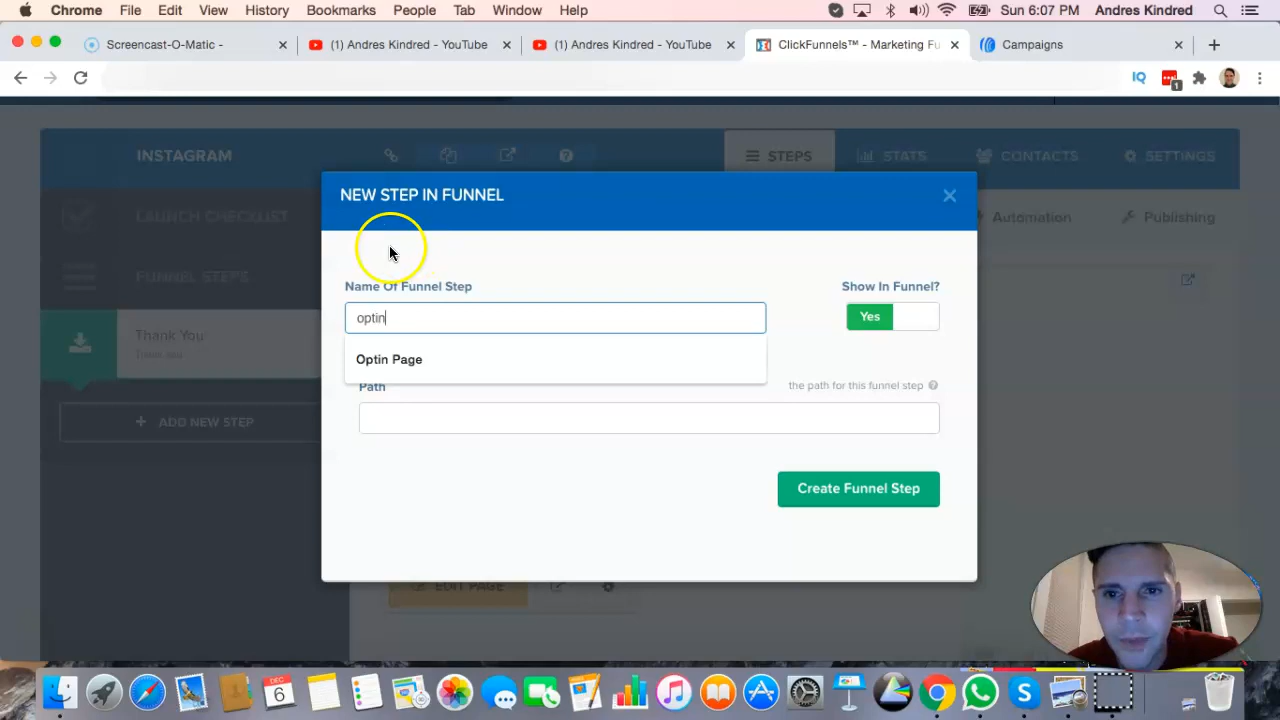 Chrome File Edit View History Bookmarks People Tab Window Help Sun 6:07 PM Andres Kindred
Screencast-O-Matic - (1) Andres Kindred - YouTube (1) Andres Kindred - YouTube ClickFunnels™ - Marketing Fu Campaigns
IQ 1
INSTAGRAM STEPS STATS CONTACTS SETTINGS
NEW STEP IN FUNNEL
LAUNCH CHECKLIST Automation Publishing
FUNNEL STEPS
Name Of Funnel Step Show In Funnel?
optin Yes
Thank You
Optin Page
Path the path for this funnel step
ADD NEW STEP
Create Funnel Step
EDIT PAGE
DEC
6